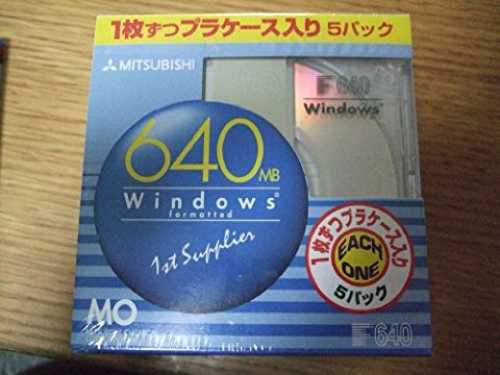 1枚ずつプラケース入り 5パック
MITSUBISHI
F640
Windows®
640MB
Windows®
formatted
1st Supplier
1枚ずつプラケース入り
EACH
ONE
5パック
MO
F640